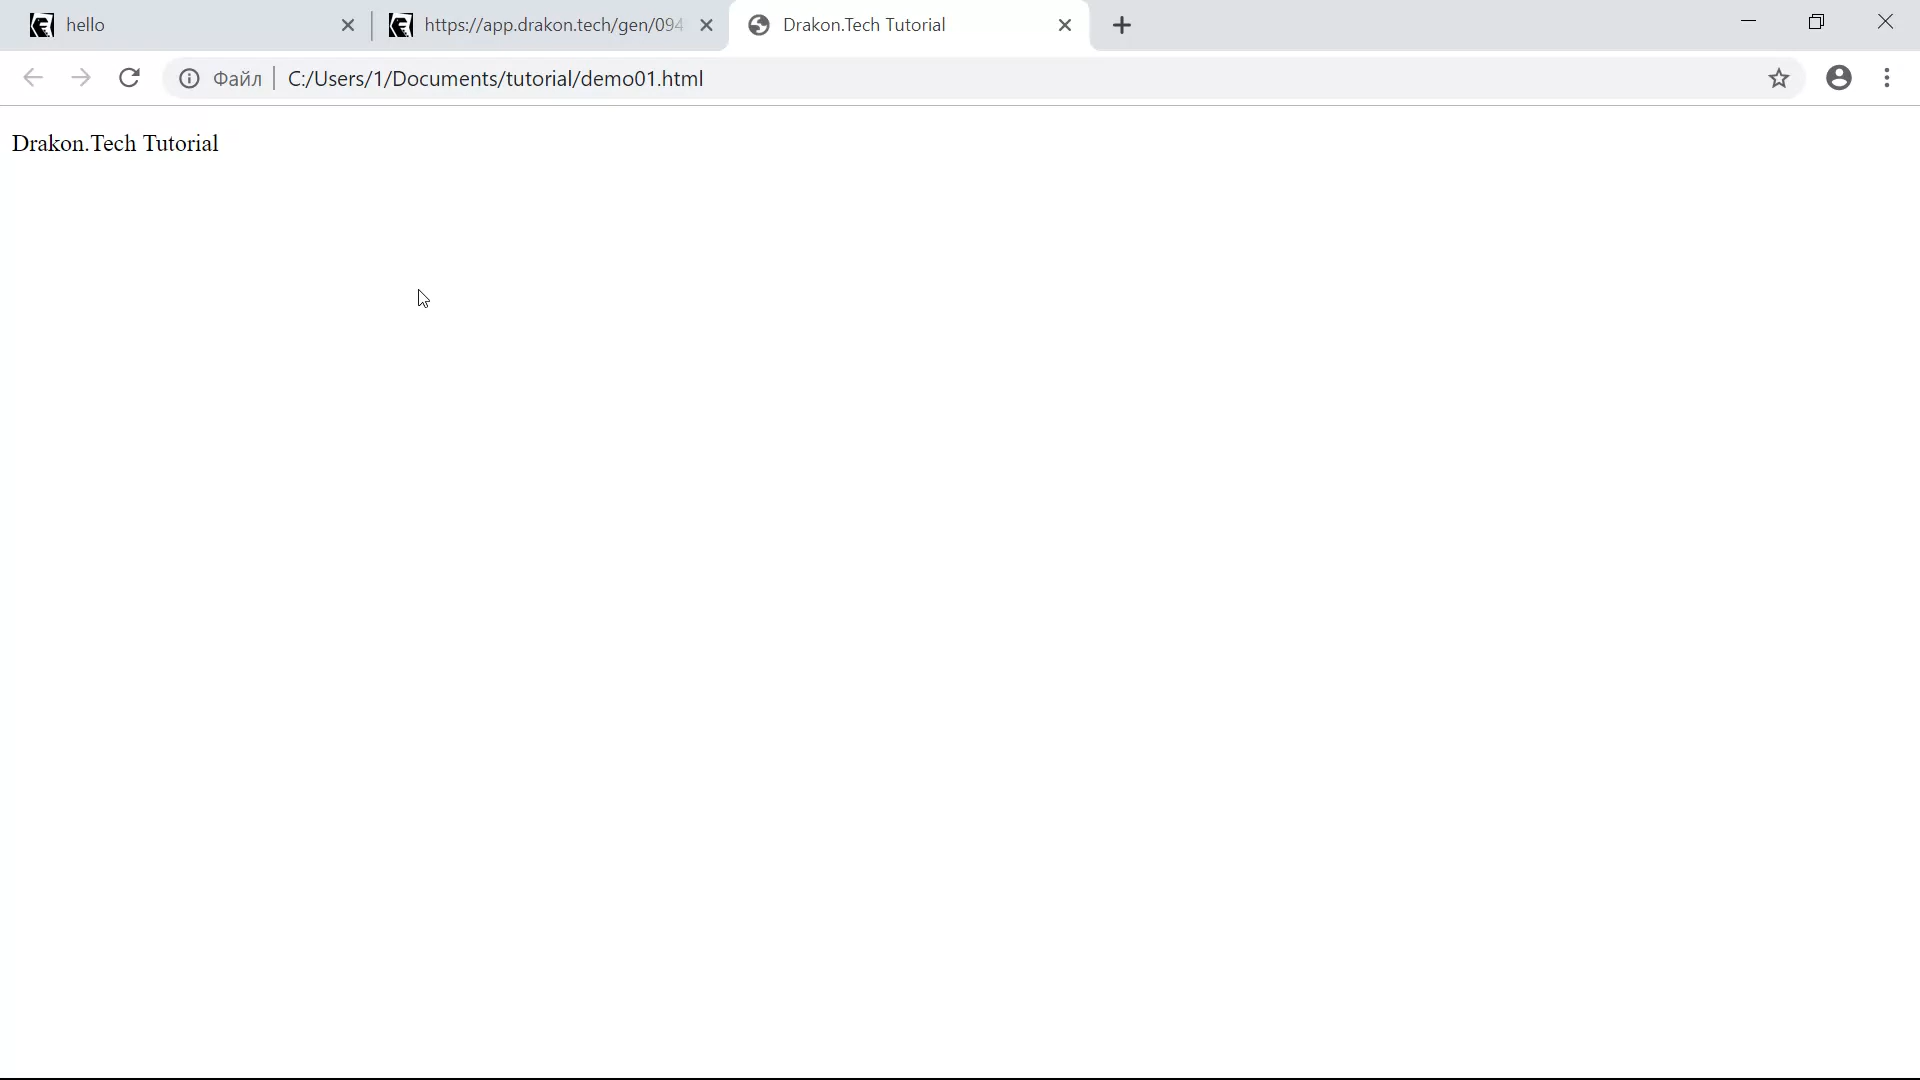 hello
https://app.drakon.tech/gen/094
Drakon.Tech Tutorial
Файл
C:/Users/1/Documents/tutorial/demo01.html
Drakon.Tech Tutorial